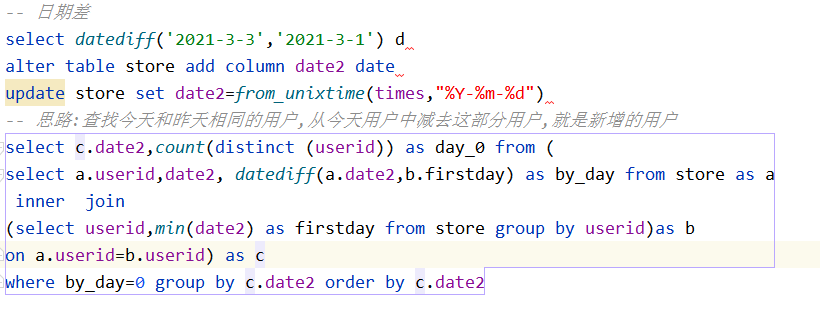 -- 日期差
select datediff('2021-3-3','2021-3-1') d
alter table store add column date2 date
update store set date2=from_unixtime(times,"%Y-%m-%d")
-- 思路:查找今天和昨天相同的用户,从今天用户中减去这部分用户,就是新增的用户
select c.date2,count(distinct (userid)) as day_0 from (
select a.userid,date2, datediff(a.date2,b.firstday) as by_day from store as a
inner  join
(select userid,min(date2) as firstday from store group by userid)as b
on a.userid=b.userid) as c
where by_day=0 group by c.date2 order by c.date2